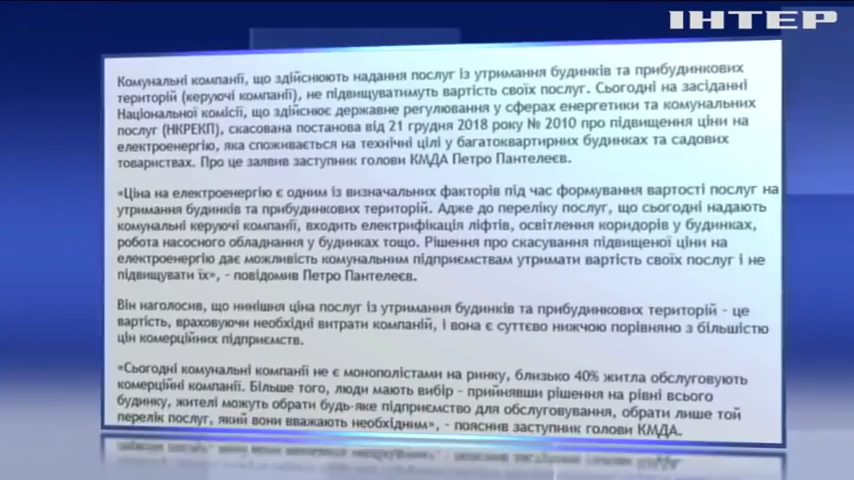 ІНТЕР
Комунальні компанії, що здійснюють надання послуг із утримання будинків та прибудинкових
територій (керуючі компанії), не підвищуватимуть вартість своїх послуг. Сьогодні на засіданні
Національної комісії, що здійснює державне регулювання у сферах енергетики та комунальних
послуг (НКРЕКП), скасована постанова від 21 грудня 2018 року № 2010 про підвищення ціни на
електроенергію, яка споживається на технічні цілі у багатоквартирних будинках та садових
товариствах. Про це заявив заступник голови КМДА Петро Пантелеєв.
«Ціна на електроенергію є одним із визначальних факторів під час формування вартості послуг на
утримання будинків та прибудинкових територій. Адже до переліку послуг, що сьогодні надають
комунальні керуючі компанії, входить електрифікація ліфтів, освітлення коридорів у будинках,
робота насосного обладнання у будинках тощо. Рішення про скасування підвищеної ціни на
електроенергію дає можливість комунальним підприємствам утримати вартість своїх послуг і не
підвищувати їх», - повідомив Петро Пантелеєв.
Він наголосив, що нинішня ціна послуг із утримання будинків та прибудинкових територій - це
вартість, враховуючи необхідні витрати компаній, і вона є суттєво нижчою порівняно з більшістю
цін комерційних підприємств.
«Сьогодні комунальні компанії не є монополістами на ринку, близько 40% житла обслуговують
комерційні компанії. Більше того, люди мають вибір - прийнявши рішення на рівні всього
будинку, жителі можуть обрати будь-яке підприємство для обслуговування, обрати лише той
перелік послуг, який вони вважають необхідним», - пояснив заступник голови КМДА.